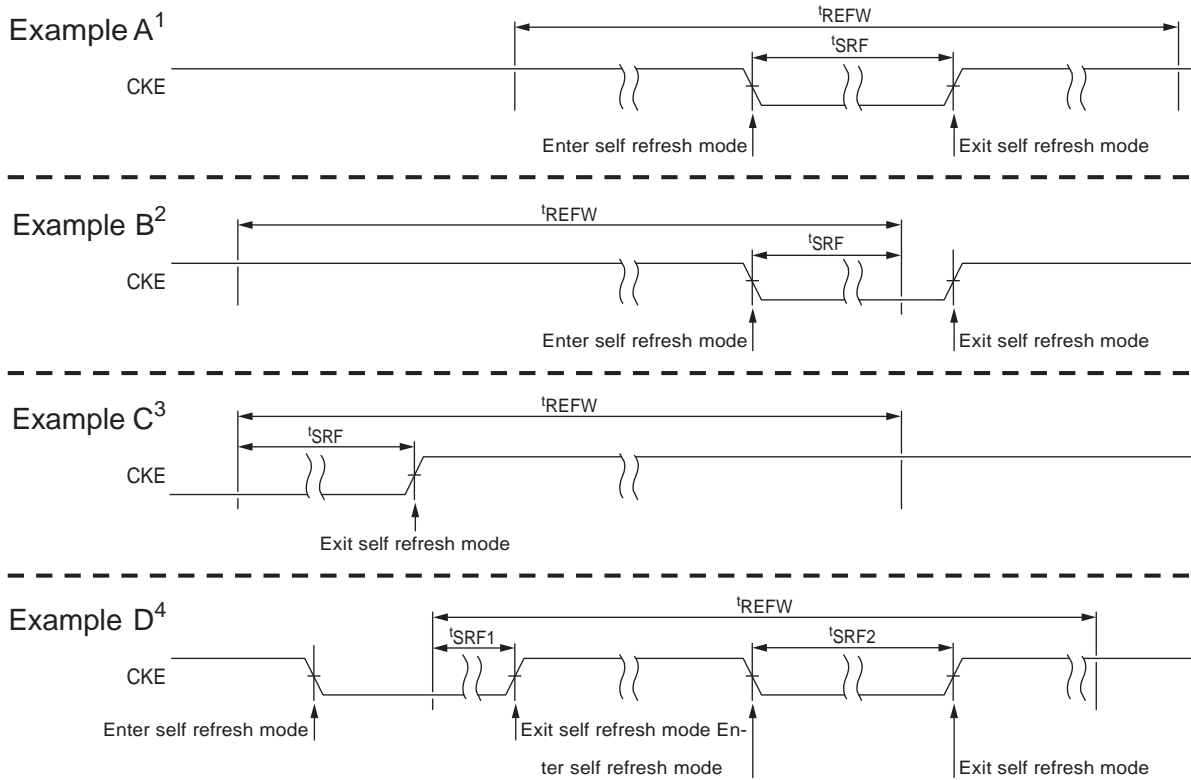 Example A¹
tREFW
tSRF
CKE
Enter self refresh mode
Exit self refresh mode
Example B²
tREFW
tSRF
CKE
Enter self refresh mode
Exit self refresh mode
Example C³
tREFW
tSRF
CKE
Exit self refresh mode
Example D⁴
tREFW
tSRF1
tSRF2
CKE
Enter self refresh mode
Exit self refresh mode En-
ter self refresh mode
Exit self refresh mode